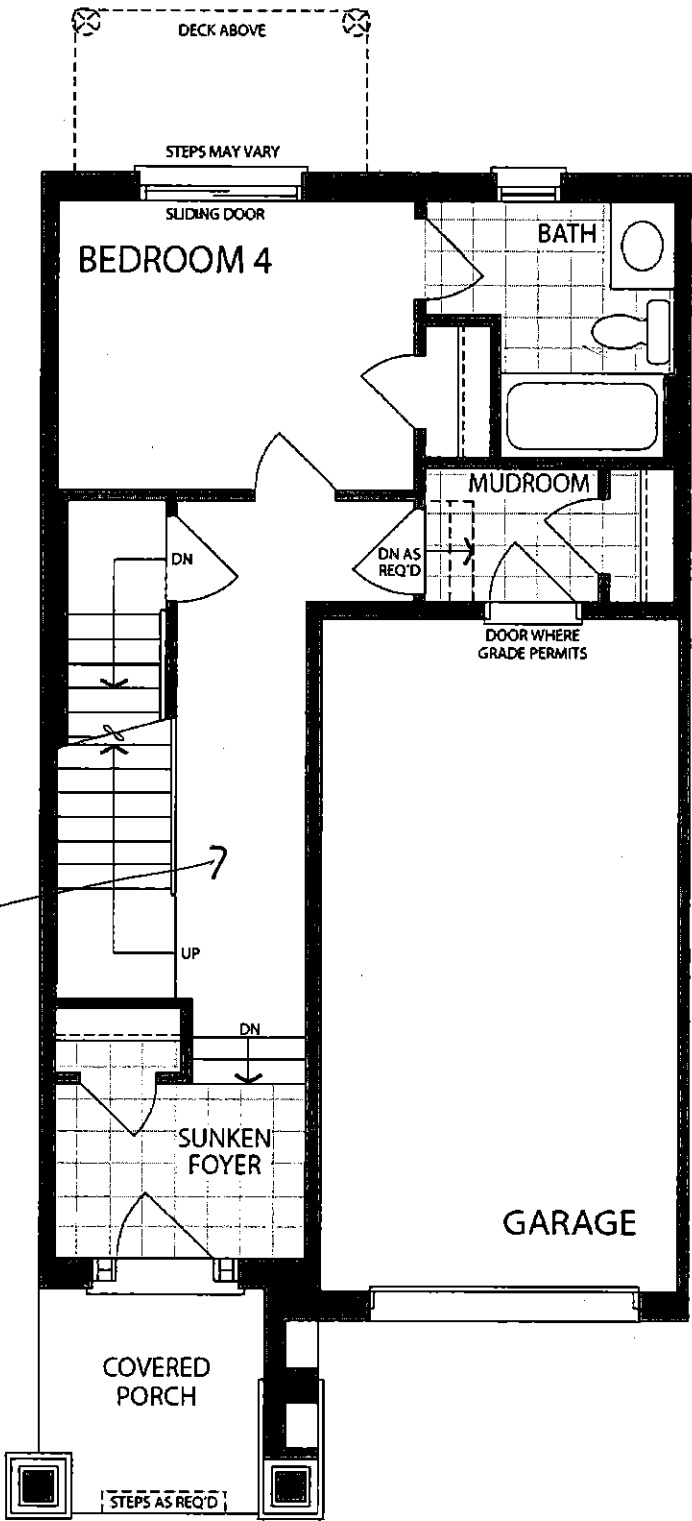 DECK ABOVE
STEPS MAY VARY
SLIDING DOOR
BEDROOM 4
BATH
MUDROOM
DN
DN AS
REQ'D
DOOR WHERE
GRADE PERMITS
7
UP
DN
SUNKEN
FOYER
GARAGE
COVERED
PORCH
STEPS AS REQ'D